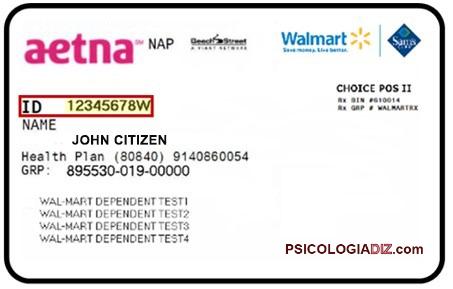 aetna NAP Beech Street Walmart Sam's
A VIANT NETWORK Save money. Live better.
CHOICE POS II
Rx BIN #610014
Rx GRP # WALMARTRX
ID 12345678W
NAME
JOHN CITIZEN
Health Plan (80840) 9140860054
GRP: 895530-019-00000
WAL-MART DEPENDENT TEST1
WAL-MART DEPENDENT TEST2
WAL-MART DEPENDENT TEST3
WAL-MART DEPENDENT TEST4
PSICOLOGIADIZ.com